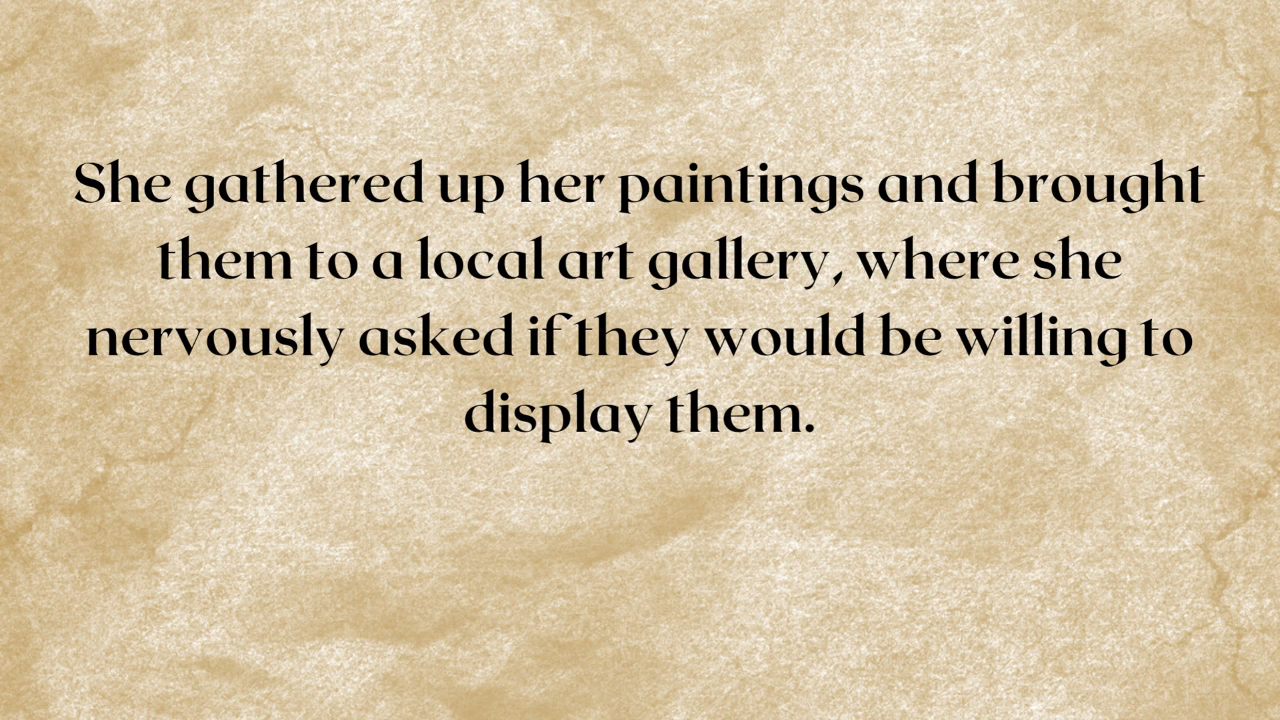 She gathered up her paintings and brought
them to a local art gallery, where she
nervously asked if they would be willing to
display them.